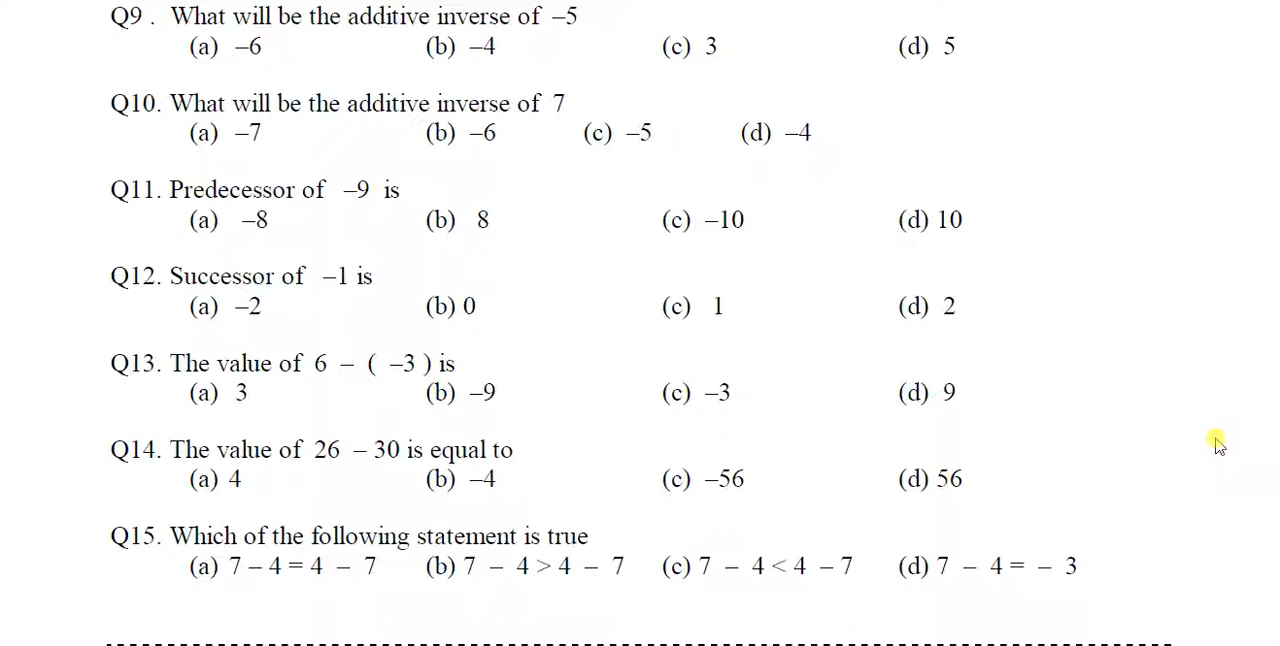 Q9 . What will be the additive inverse of –5
(a) –6 (b) –4 (c) 3 (d) 5
Q10. What will be the additive inverse of 7
(a) –7 (b) –6 (c) –5 (d) –4
Q11. Predecessor of –9 is
(a) –8 (b) 8 (c) –10 (d) 10
Q12. Successor of –1 is
(a) –2 (b) 0 (c) 1 (d) 2
Q13. The value of 6 – ( –3 ) is
(a) 3 (b) –9 (c) –3 (d) 9
Q14. The value of 26 – 30 is equal to
(a) 4 (b) –4 (c) –56 (d) 56
Q15. Which of the following statement is true
(a) 7 – 4 = 4 – 7 (b) 7 – 4 > 4 – 7 (c) 7 – 4 < 4 – 7 (d) 7 – 4 = – 3